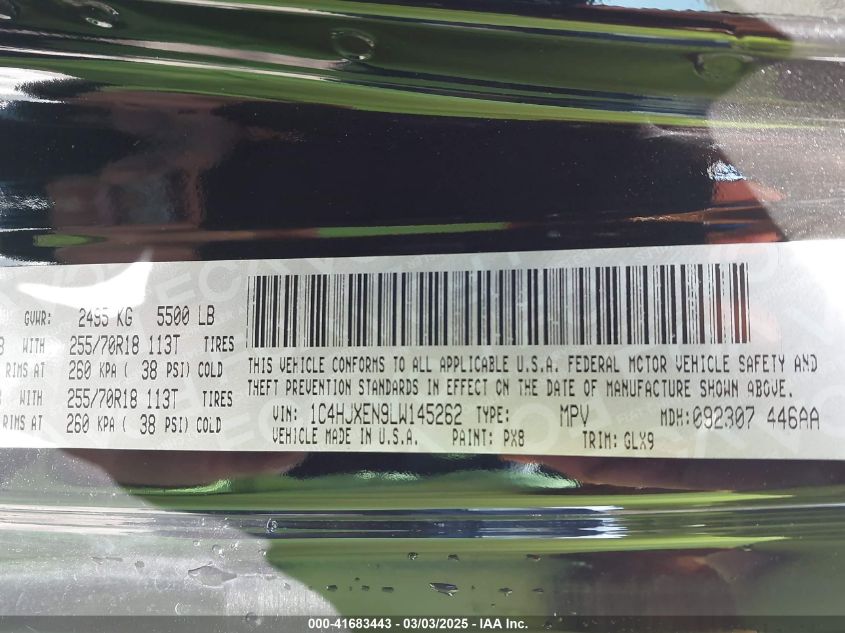 GVWR: 2495 KG 5500 LB
B WITH 255/70R18 113T TIRES
RIMS AT 260 KPA ( 38 PSI) COLD
B WITH 255/70R18 113T TIRES
RIMS AT 260 KPA ( 38 PSI) COLD
THIS VEHICLE CONFORMS TO ALL APPLICABLE U.S.A. FEDERAL MOTOR VEHICLE SAFETY AND
THEFT PREVENTION STANDARDS IN EFFECT ON THE DATE OF MANUFACTURE SHOWN ABOVE.
VIN: 1C4HJXEN9LW145262 TYPE: MPV MDH: 092307 446AA
VEHICLE MADE IN U.S.A. PAINT: PX8 TRIM: GLX9
000-41683443 - 03/03/2025 - IAA Inc.